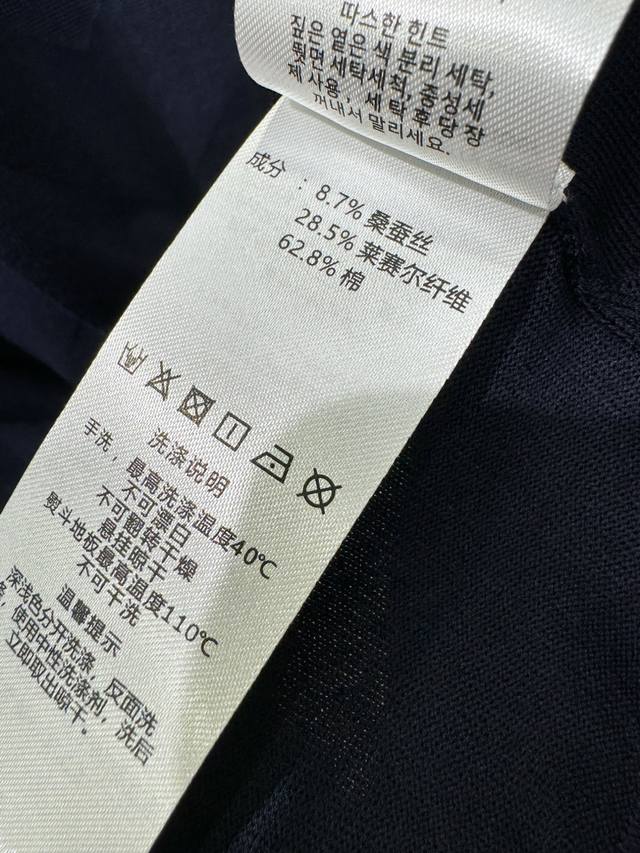 따스한 힌트
짙은 옅은 색 분리 세탁,
뒷면 세탁세척, 중성세
제 사용, 세탁 후 당장
꺼내서 말리세요.
成分：8.7% 桑蚕丝
28.5% 莱赛尔纤维
62.8% 棉
洗涤说明
手洗，最高洗涤温度40℃
不可漂白
不可翻转干燥
悬挂晾干
熨斗地板最高温度110℃
不可干洗
温馨提示
深浅色分开洗涤，反面洗
涤，使用中性洗涤剂，洗后
立即取出晾干。